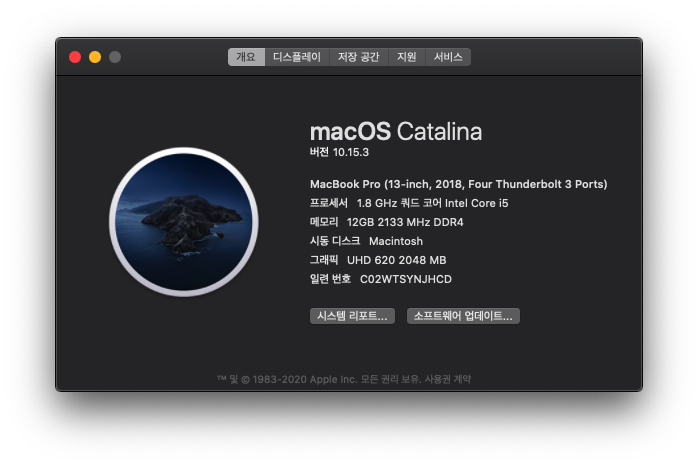 개요 디스플레이 저장 공간 지원 서비스
macOS Catalina
버전 10.15.3
MacBook Pro (13-inch, 2018, Four Thunderbolt 3 Ports)
프로세서 1.8 GHz 쿼드 코어 Intel Core i5
메모리 12GB 2133 MHz DDR4
시동 디스크 Macintosh
그래픽 UHD 620 2048 MB
일련 번호 C02WTSYNJHCD
시스템 리포트... 소프트웨어 업데이트...
™ 및 © 1983-2020 Apple Inc. 모든 권리 보유. 사용권 계약